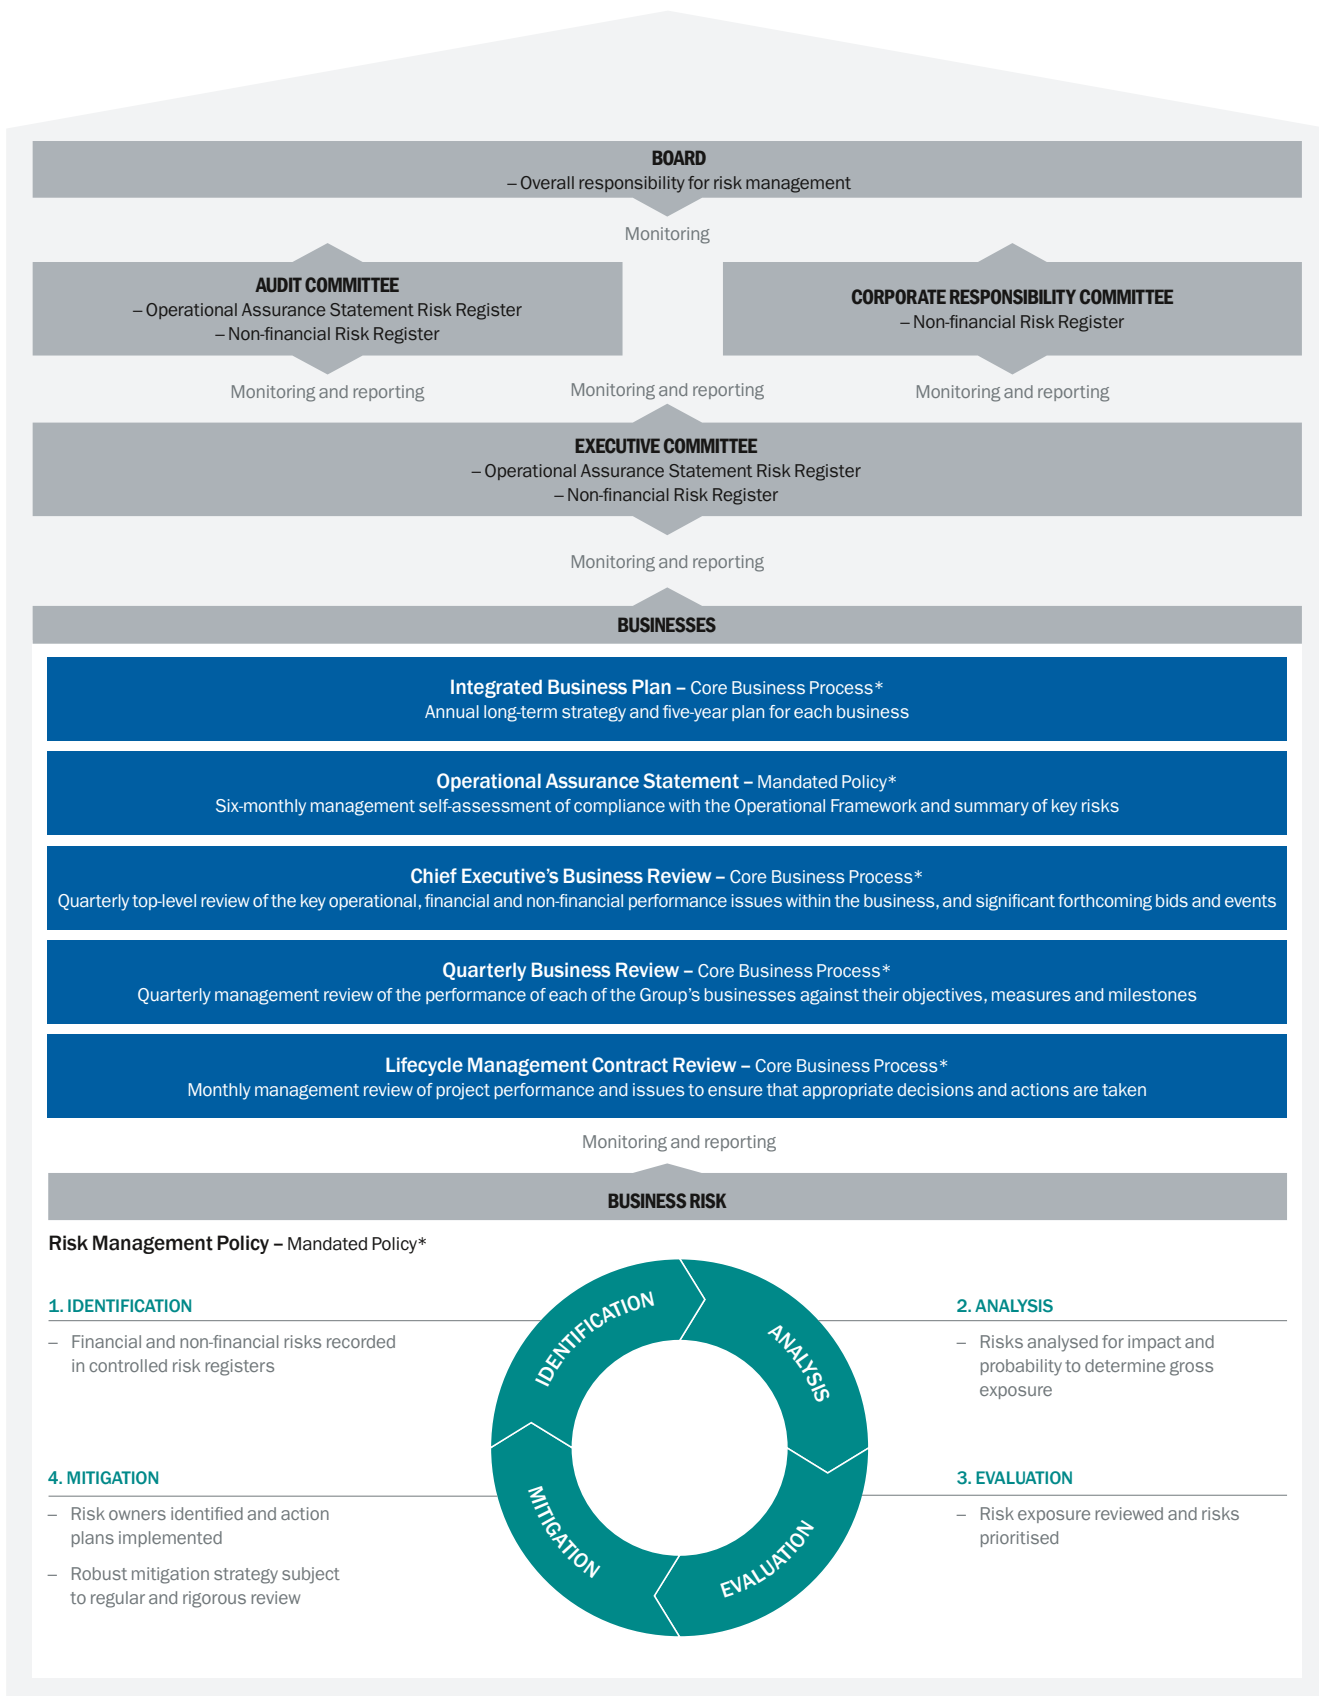 BOARD
– Overall responsibility for risk management
Monitoring
AUDIT COMMITTEE
– Operational Assurance Statement Risk Register
– Non-financial Risk Register
CORPORATE RESPONSIBILITY COMMITTEE
– Non-financial Risk Register
Monitoring and reporting
Monitoring and reporting
Monitoring and reporting
EXECUTIVE COMMITTEE
– Operational Assurance Statement Risk Register
– Non-financial Risk Register
Monitoring and reporting
BUSINESSES
Integrated Business Plan – Core Business Process*
Annual long-term strategy and five-year plan for each business
Operational Assurance Statement – Mandated Policy*
Six-monthly management self-assessment of compliance with the Operational Framework and summary of key risks
Chief Executive’s Business Review – Core Business Process*
Quarterly top-level review of the key operational, financial and non-financial performance issues within the business, and significant forthcoming bids and events
Quarterly Business Review – Core Business Process*
Quarterly management review of the performance of each of the Group’s businesses against their objectives, measures and milestones
Lifecycle Management Contract Review – Core Business Process*
Monthly management review of project performance and issues to ensure that appropriate decisions and actions are taken
Monitoring and reporting
BUSINESS RISK
Risk Management Policy – Mandated Policy*
1. IDENTIFICATION
– Financial and non-financial risks recorded
in controlled risk registers
2. ANALYSIS
– Risks analysed for impact and
probability to determine gross
exposure
IDENTIFICATION
ANALYSIS
EVALUATION
MITIGATION
4. MITIGATION
– Risk owners identified and action
plans implemented
– Robust mitigation strategy subject
to regular and rigorous review
3. EVALUATION
– Risk exposure reviewed and risks
prioritised